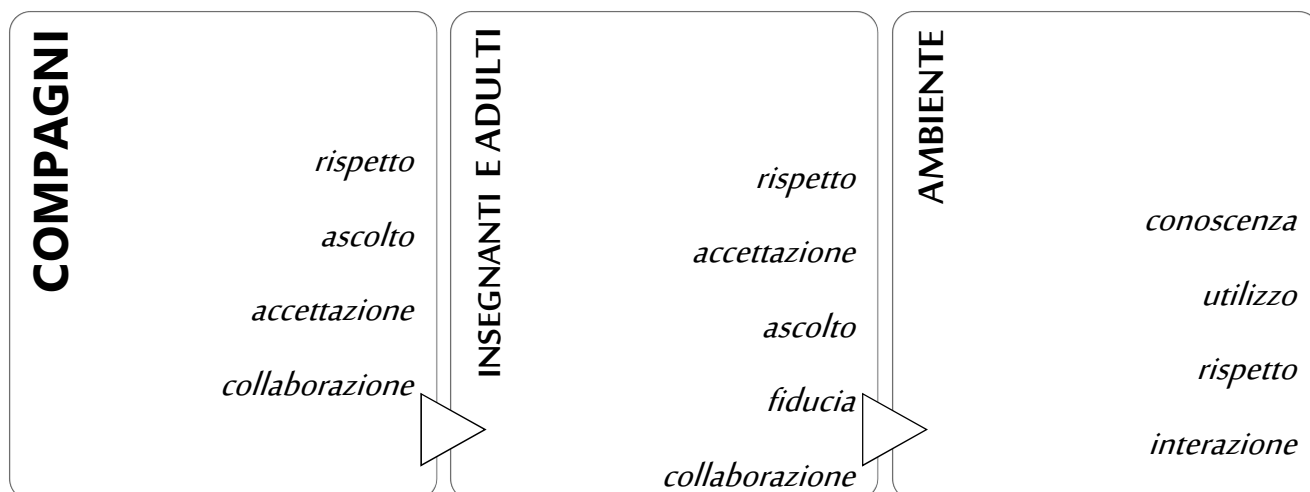 COMPAGNI
rispetto
ascolto
accettazione
collaborazione
INSEGNANTI E ADULTI
rispetto
accettazione
ascolto
fiducia
collaborazione
AMBIENTE
conoscenza
utilizzo
rispetto
interazione